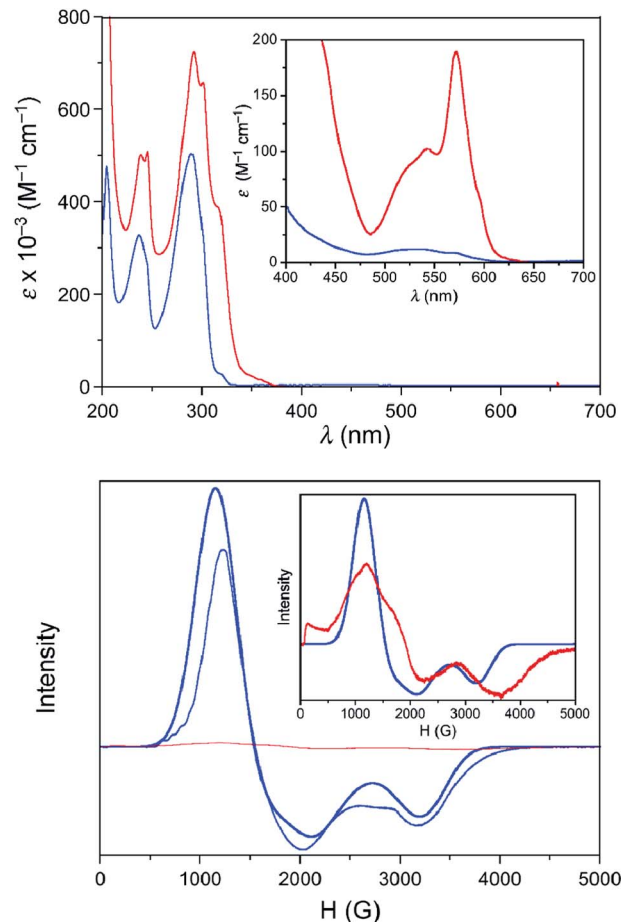 800
600
400
200
0
ε x 10⁻³ (M⁻¹ cm⁻¹)
200 300 400 500 600 700
λ (nm)
200
150
100
50
0
ε (M⁻¹ cm⁻¹)
400 450 500 550 600 650 700
λ (nm)
Intensity
0 1000 2000 3000 4000 5000
H (G)
Intensity
0 1000 2000 3000 4000 5000
H (G)